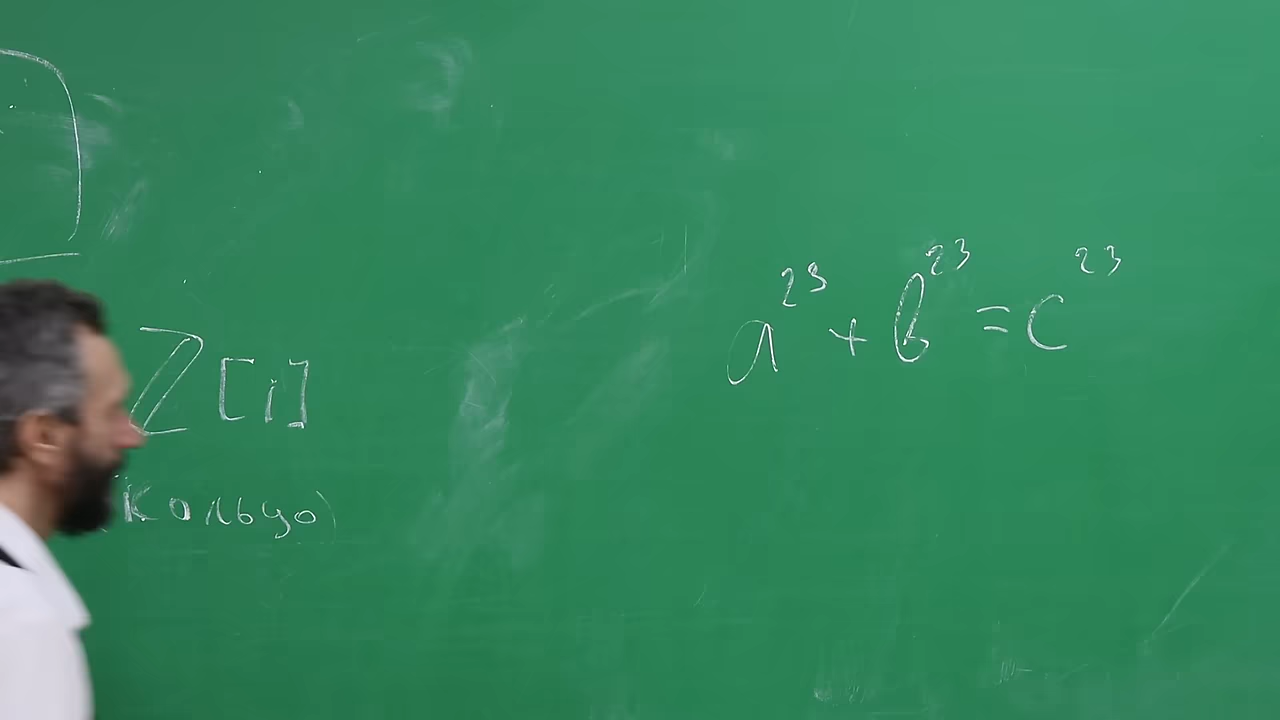 a²³ + b²³ = c²³
Z[i]
(кольцо)